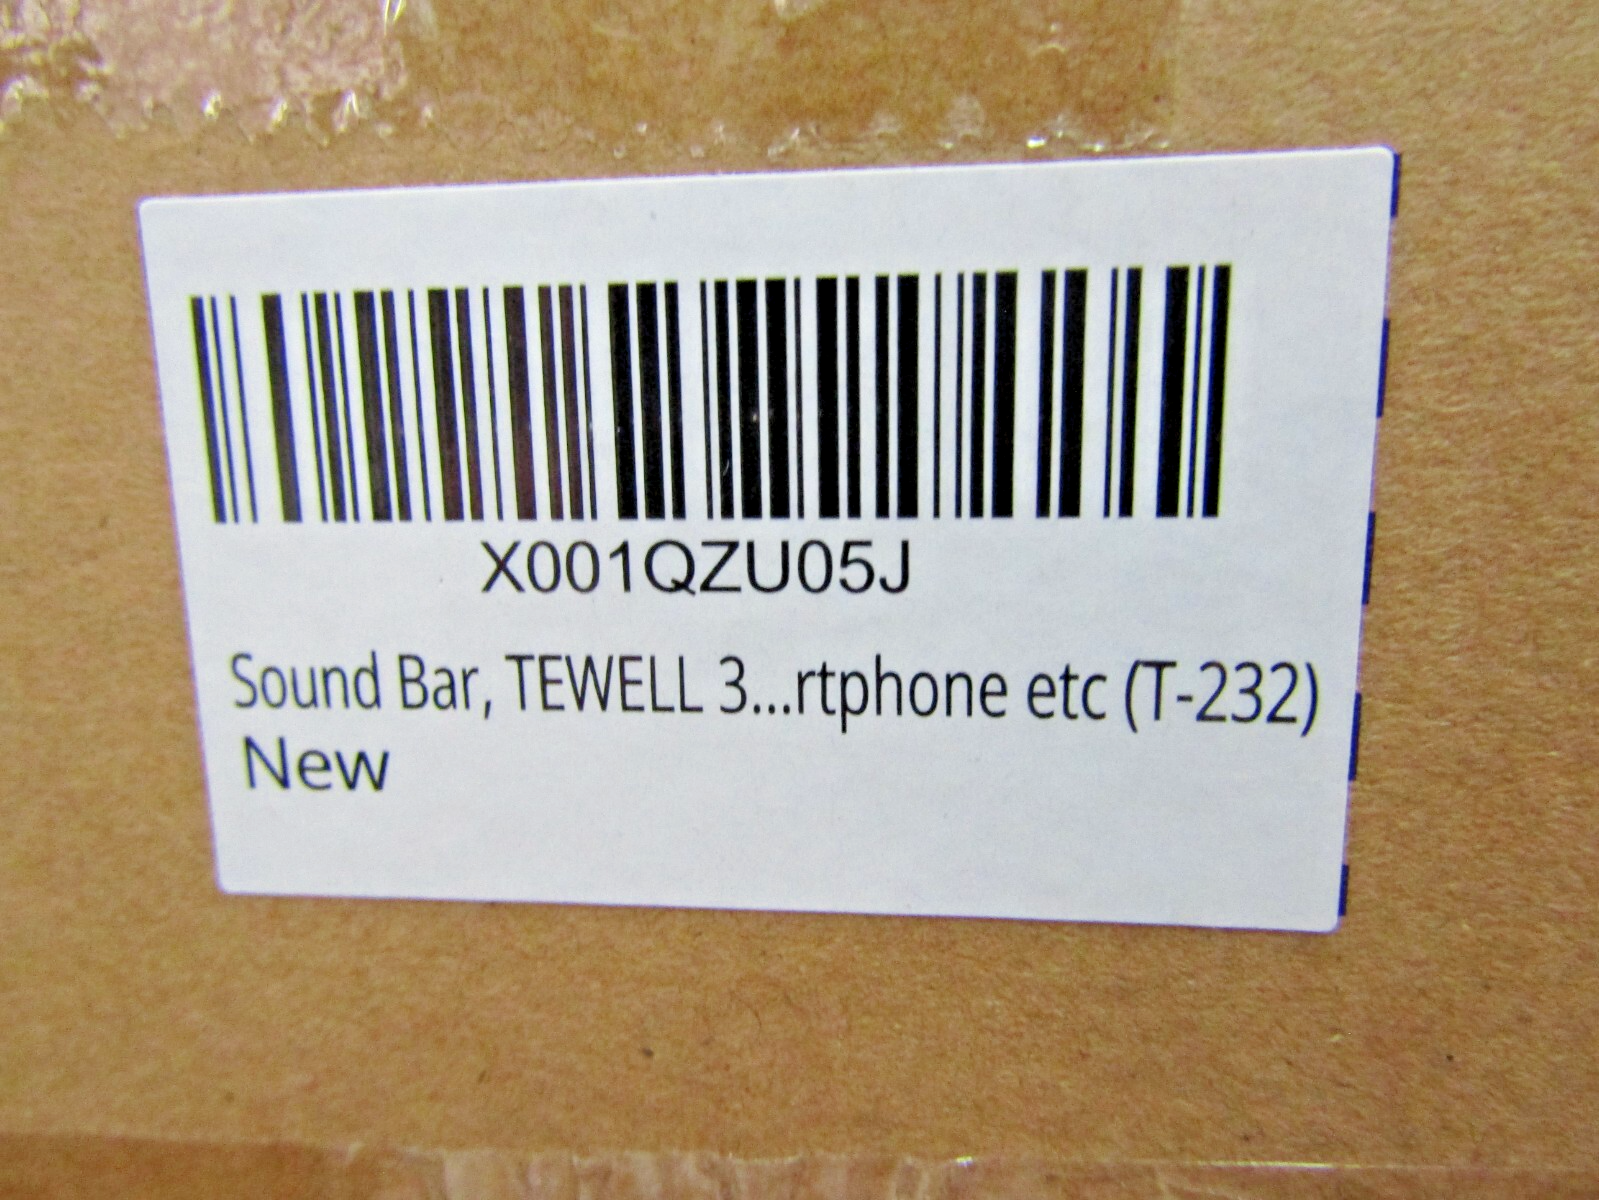 X001QZU05J
Sound Bar, TEWELL 3...rtphone etc (T-232)
New